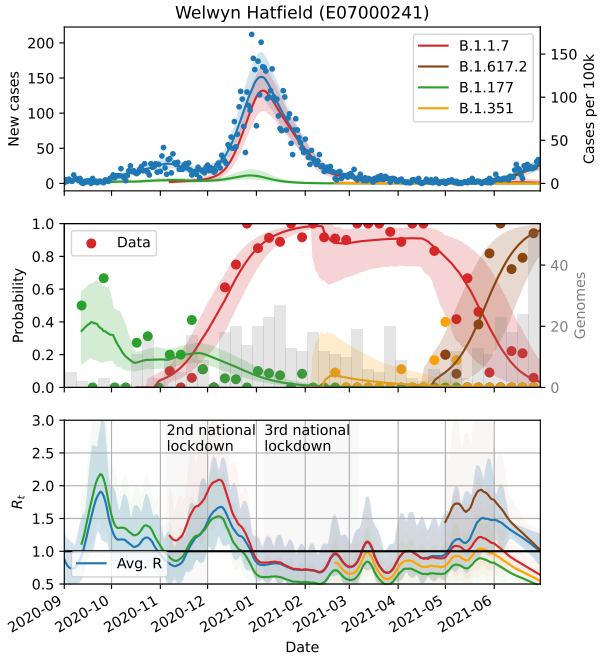 Welwyn Hatfield (E07000241)
200
150
100
50
0
New cases
150
100
50
0
Cases per 100k
B.1.1.7
B.1.617.2
B.1.177
B.1.351
1.0
0.8
0.6
0.4
0.2
0.0
Probability
Data
40
20
0
Genomes
3.0
2.5
2.0
1.5
1.0
0.5
Rt
2nd national
lockdown
3rd national
lockdown
Avg. R
2020-09
2020-10
2020-11
2020-12
2021-01
2021-02
2021-03
2021-04
2021-05
2021-06
Date